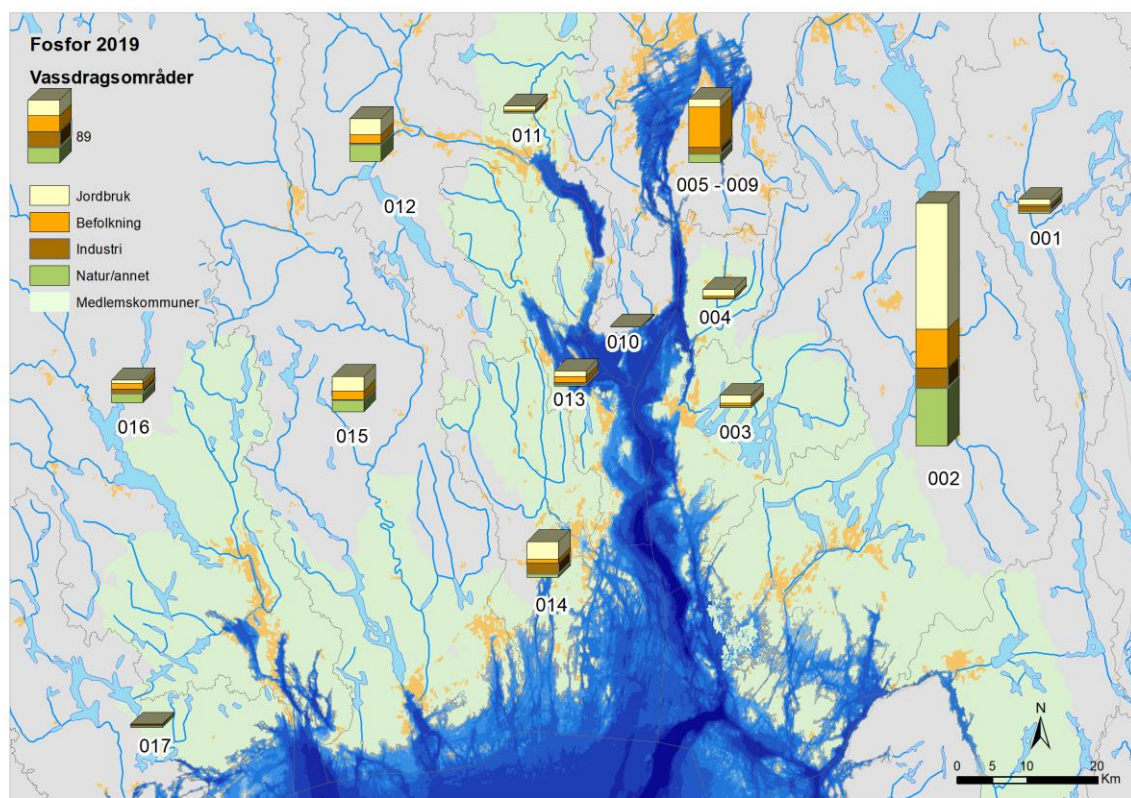 Fosfor 2019
Vassdragsområder
89
Jordbruk
Befolkning
Industri
Natur/annet
Medlemskommuner
011
005 - 009
012
001
004
010
013
003
016
015
002
014
017
N
0 5 10 20
Km